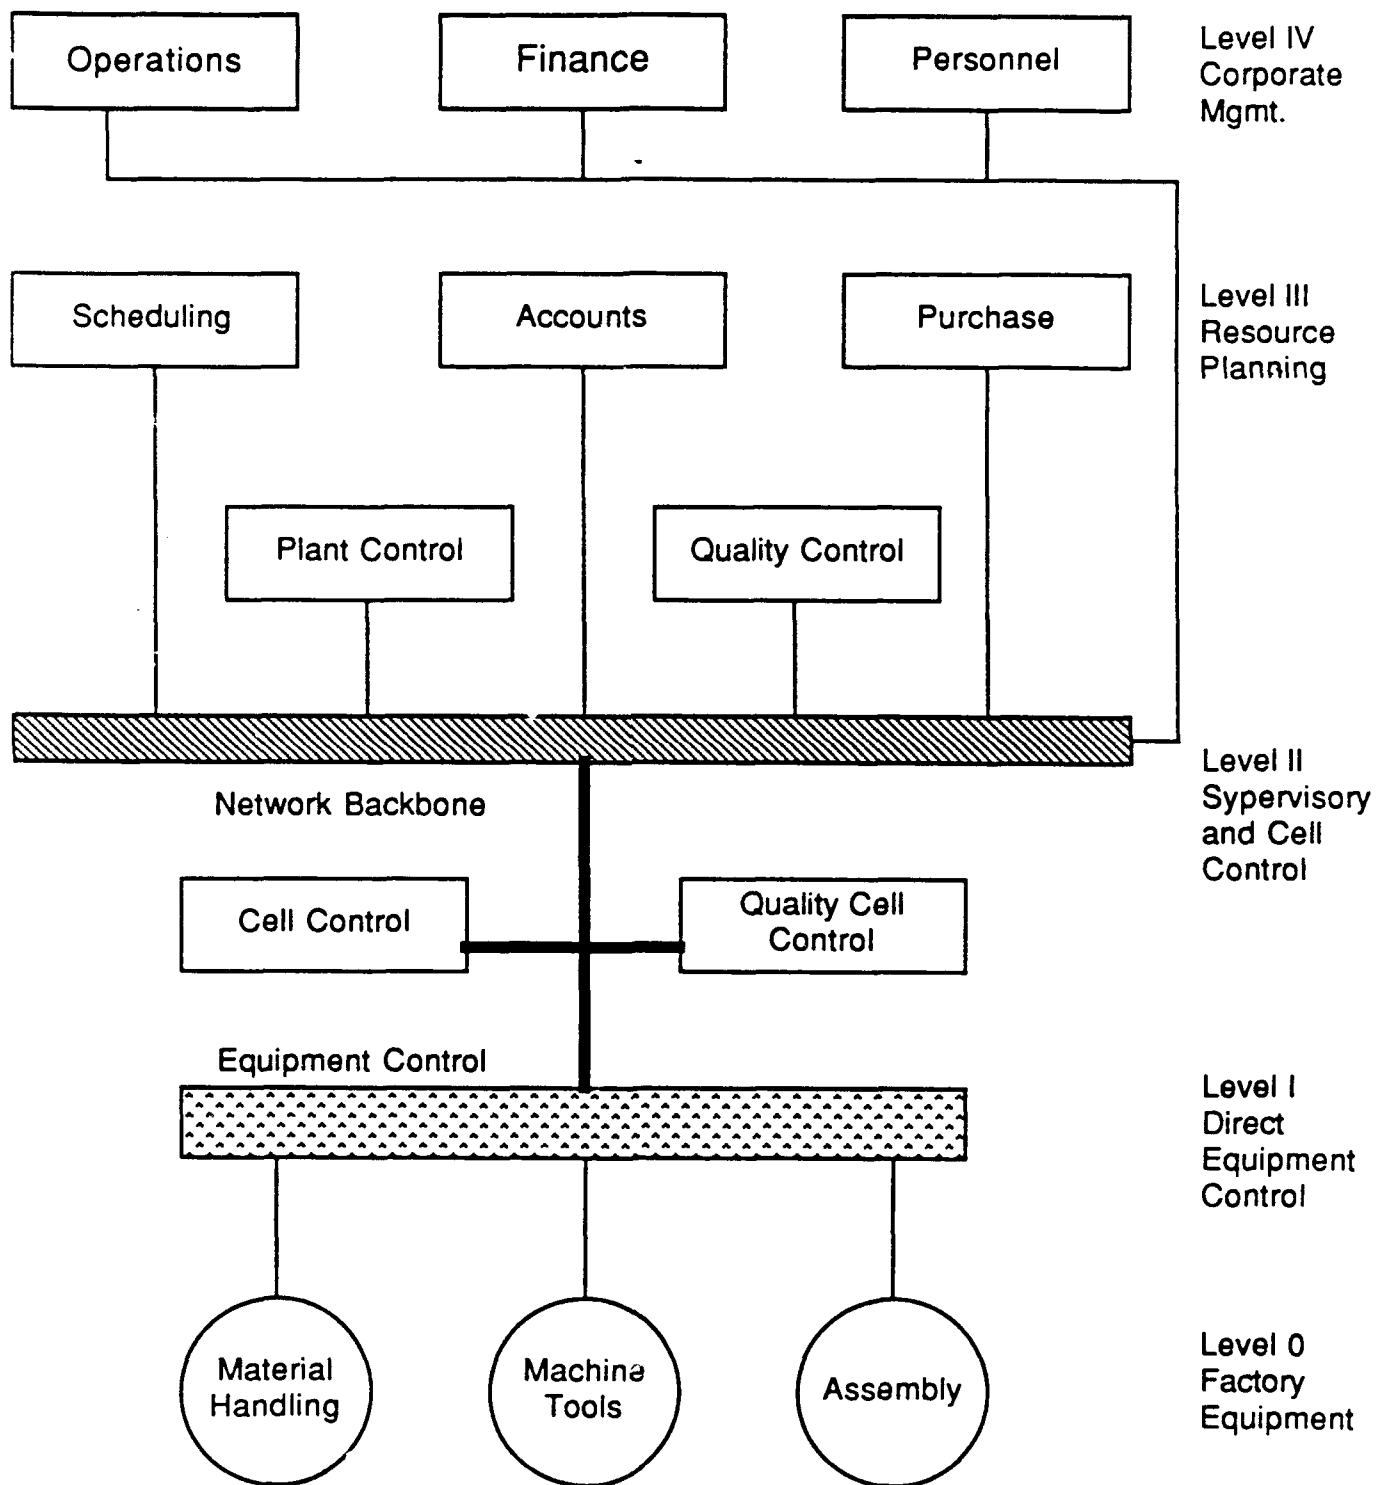 Operations
Finance
Personnel
Level IV
Corporate
Mgmt.
Scheduling
Accounts
Purchase
Level III
Resource
Planning
Plant Control
Quality Control
Network Backbone
Level II
Sypervisory
and Cell
Control
Cell Control
Quality Cell
Control
Equipment Control
Level I
Direct
Equipment
Control
Material
Handling
Machine
Tools
Assembly
Level 0
Factory
Equipment